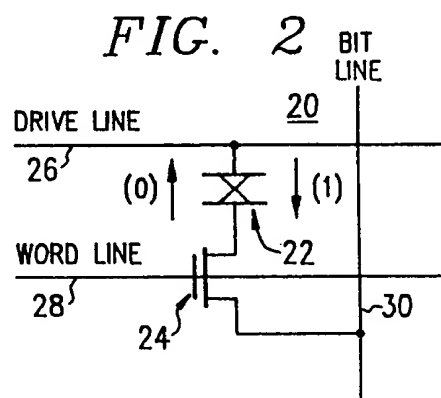 FIG. 2
BIT
LINE
20
DRIVE LINE
26
(0)
(1)
22
WORD LINE
28
24
30